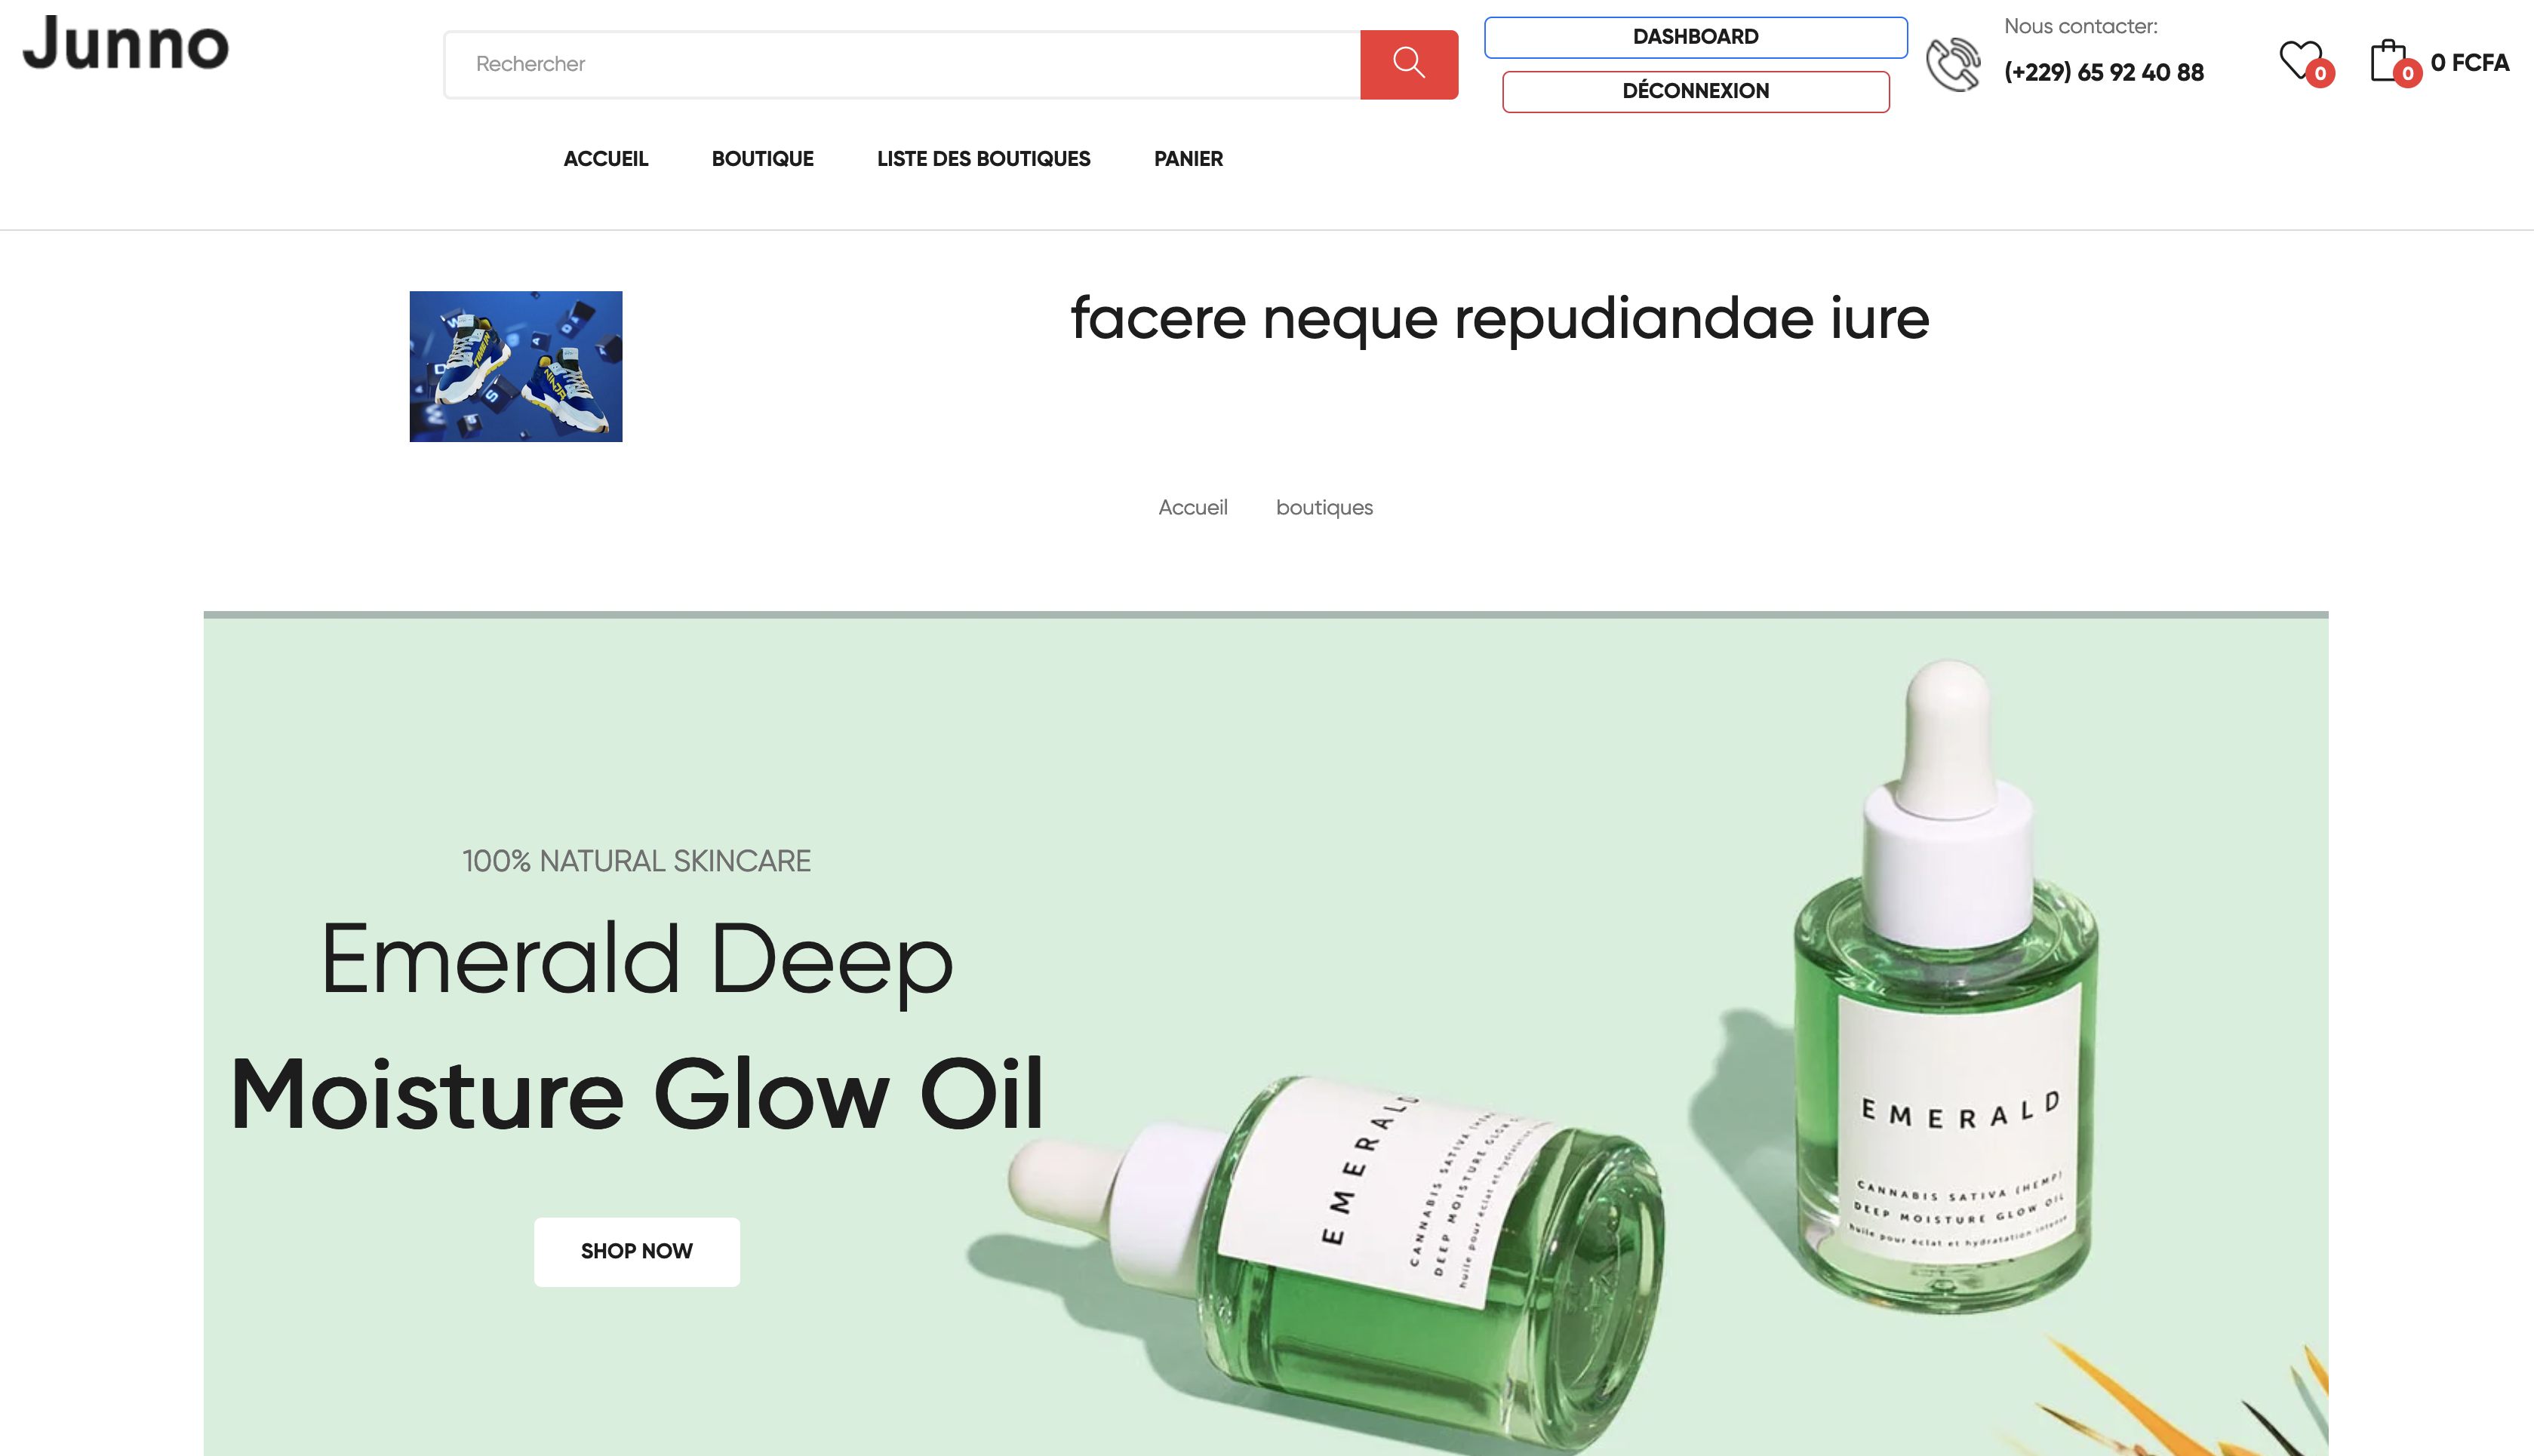 Junno
Rechercher
DASHBOARD
DÉCONNEXION
Nous contacter:
(+229) 65 92 40 88
0
0
0 FCFA
ACCUEIL
BOUTIQUE
LISTE DES BOUTIQUES
PANIER
facere neque repudiandae iure
Accueil
boutiques
100% NATURAL SKINCARE
Emerald Deep
Moisture Glow Oil
SHOP NOW
EMERALD
CANNABIS SATIVA
DEEP MOISTURE GLOW
huile pour éclat et hydratation
EMERALD
CANNABIS SATIVA (HEMP)
DEEP MOISTURE GLOW OIL
huile pour éclat et hydratation intense